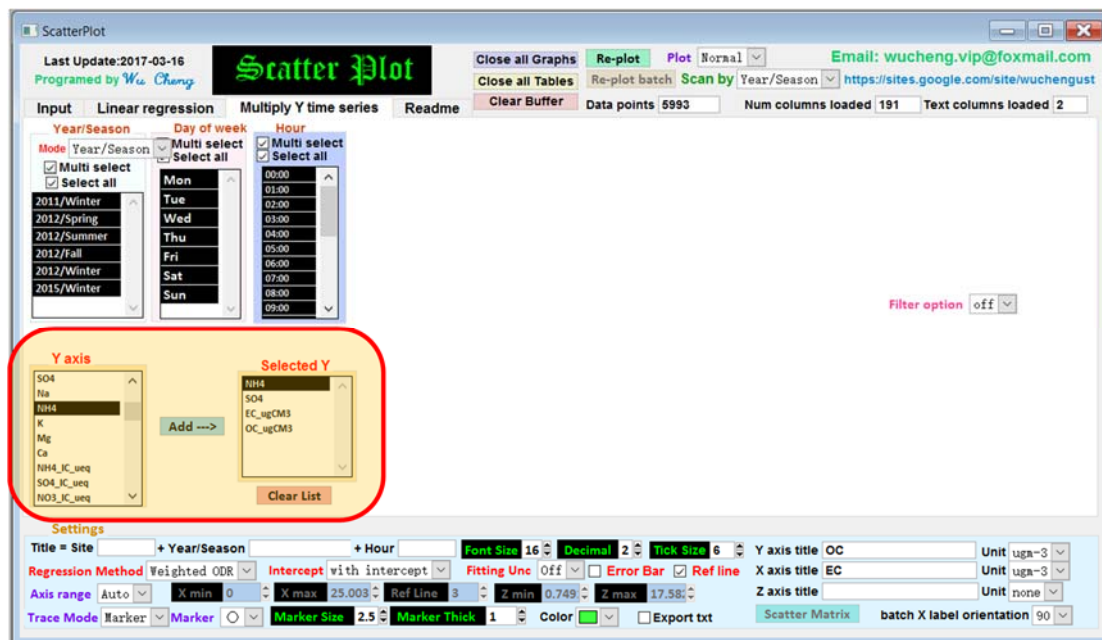 ScatterPlot
Last Update:2017-03-16
Programed by Wu Cheng
Scatter Plot
Close all Graphs Re-plot Plot Normal Email: wucheng.vip@foxmail.com
Close all Tables Re-plot batch Scan by Year/Season https://sites.google.com/site/wuchengust
Clear Buffer Data points 5993 Num columns loaded 191 Text columns loaded 2
Input Linear regression Multiply Y time series Readme
Year/Season Day of week Hour
Mode Year/Season Multi select Multi select
Select all Select all
Multi select
Select all
2011/Winter
2012/Spring
2012/Summer
2012/Fall
2012/Winter
2015/Winter
Mon
Tue
Wed
Thu
Fri
Sat
Sun
00:00
01:00
02:00
03:00
04:00
05:00
06:00
07:00
08:00
09:00
Filter option off
Y axis
SO4
Na
NH4
K
Mg
Ca
NH4_IC_ueq
SO4_IC_ueq
NO3_IC_ueq
Add --->
Selected Y
NH4
SO4
EC_ugCM3
OC_ugCM3
Clear List
Settings
Title = Site + Year/Season + Hour Font Size 16 Decimal 2 Tick Size 6 Y axis title OC Unit ugm-3
Regression Method Weighted ODR Intercept with intercept Fitting Unc Off Error Bar Ref line X axis title EC Unit ugm-3
Axis range Auto X min 0 X max 25.003 Ref Line 3 Z min 0.749 Z max 17.58 Z axis title Unit none
Trace Mode Marker Marker Marker Size 2.5 Marker Thick 1 Color Export txt Scatter Matrix batch X label orientation 90